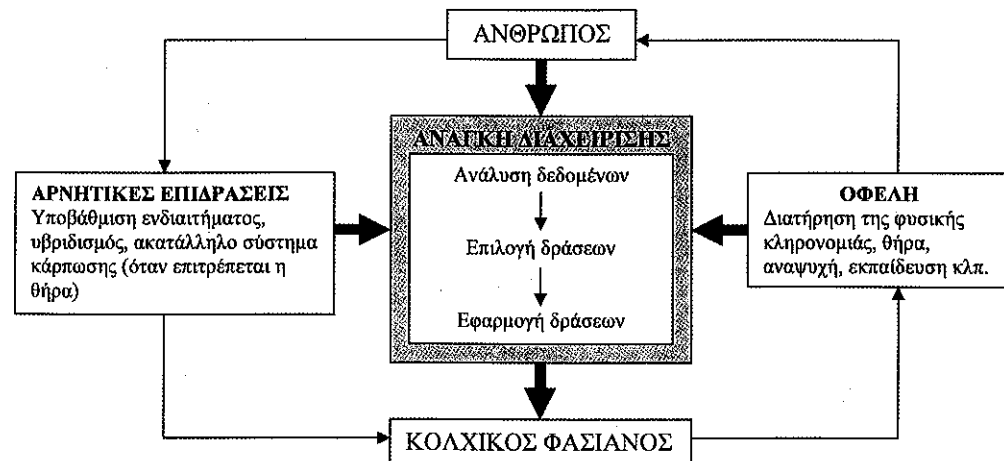 ΑΝΘΡΩΠΟΣ
ΑΝΑΓΚΗ ΔΙΑΧΕΙΡΙΣΗΣ
Ανάλυση δεδομένων
Επιλογή δράσεων
Εφαρμογή δράσεων
ΑΡΝΗΤΙΚΕΣ ΕΠΙΔΡΑΣΕΙΣ
Υποβάθμιση ενδιαιτήματος,
υβριδισμός, ακατάλληλο σύστημα
κάρπωσης (όταν επιτρέπεται η
θήρα)
ΟΦΕΛΗ
Διατήρηση της φυσικής
κληρονομιάς, θήρα,
αναψυχή, εκπαίδευση κλπ.
ΚΟΛΧΙΚΟΣ ΦΑΣΙΑΝΟΣ